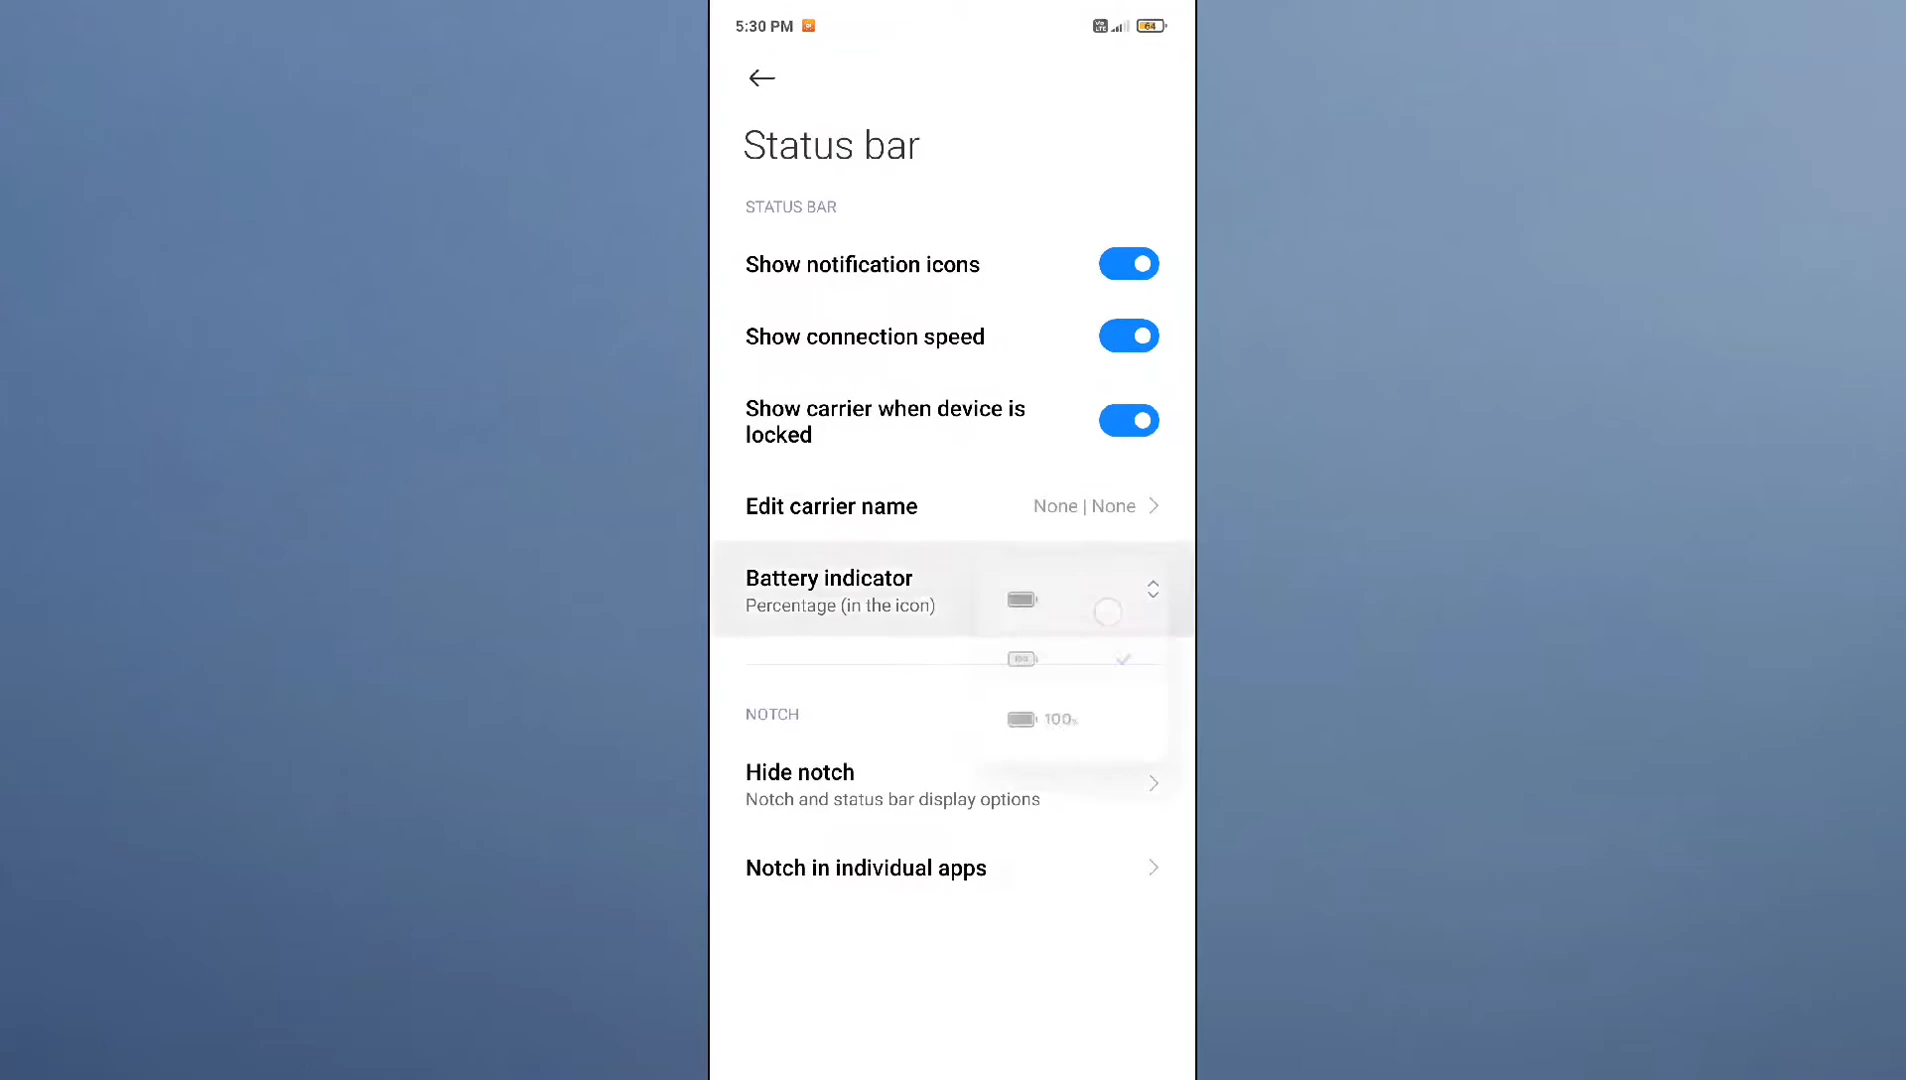 5:30 PM
64
Status bar
STATUS BAR
Show notification icons
Show connection speed
Show carrier when device is
locked
Edit carrier name
None | None
Battery indicator
Percentage (in the icon)
100%
NOTCH
Hide notch
Notch and status bar display options
Notch in individual apps